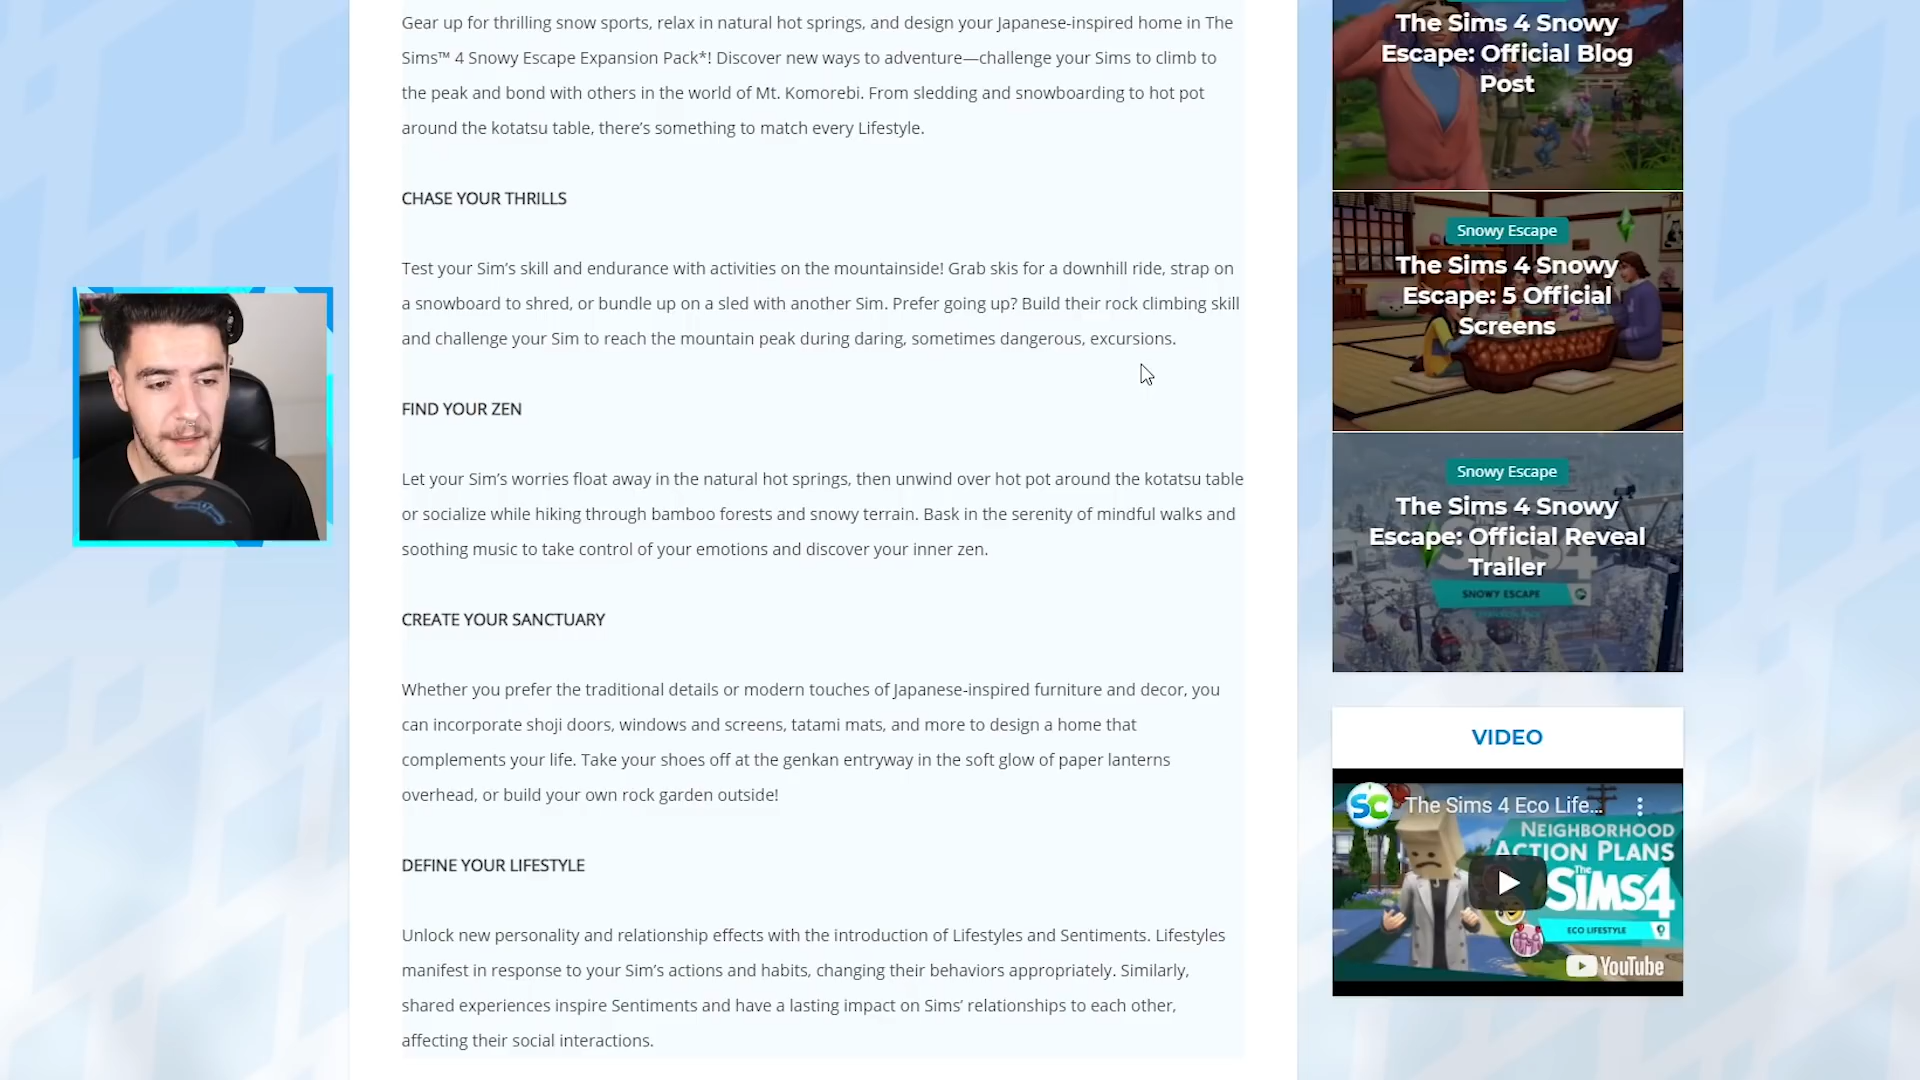 Gear up for thrilling snow sports, relax in natural hot springs, and design your Japanese-inspired home in The
Sims™ 4 Snowy Escape Expansion Pack*! Discover new ways to adventure—challenge your Sims to climb to
the peak and bond with others in the world of Mt. Komorebi. From sledding and snowboarding to hot pot
around the kotatsu table, there’s something to match every Lifestyle.
CHASE YOUR THRILLS
Test your Sim’s skill and endurance with activities on the mountainside! Grab skis for a downhill ride, strap on
a snowboard to shred, or bundle up on a sled with another Sim. Prefer going up? Build their rock climbing skill
and challenge your Sim to reach the mountain peak during daring, sometimes dangerous, excursions.
FIND YOUR ZEN
Let your Sim’s worries float away in the natural hot springs, then unwind over hot pot around the kotatsu table
or socialize while hiking through bamboo forests and snowy terrain. Bask in the serenity of mindful walks and
soothing music to take control of your emotions and discover your inner zen.
CREATE YOUR SANCTUARY
Whether you prefer the traditional details or modern touches of Japanese-inspired furniture and decor, you
can incorporate shoji doors, windows and screens, tatami mats, and more to design a home that
complements your life. Take your shoes off at the genkan entryway in the soft glow of paper lanterns
overhead, or build your own rock garden outside!
DEFINE YOUR LIFESTYLE
Unlock new personality and relationship effects with the introduction of Lifestyles and Sentiments. Lifestyles
manifest in response to your Sim’s actions and habits, changing their behaviors appropriately. Similarly,
shared experiences inspire Sentiments and have a lasting impact on Sims’ relationships to each other,
affecting their social interactions.
The Sims 4 Snowy
Escape: Official Blog
Post
Snowy Escape
The Sims 4 Snowy
Escape: 5 Official
Screens
Snowy Escape
The Sims 4 Snowy
Escape: Official Reveal
Trailer
SNOWY ESCAPE
VIDEO
SC
The Sims 4 Eco Life...
NEIGHBORHOOD
ACTION PLANS
The
SIMS4
ECO LIFESTYLE
YouTube